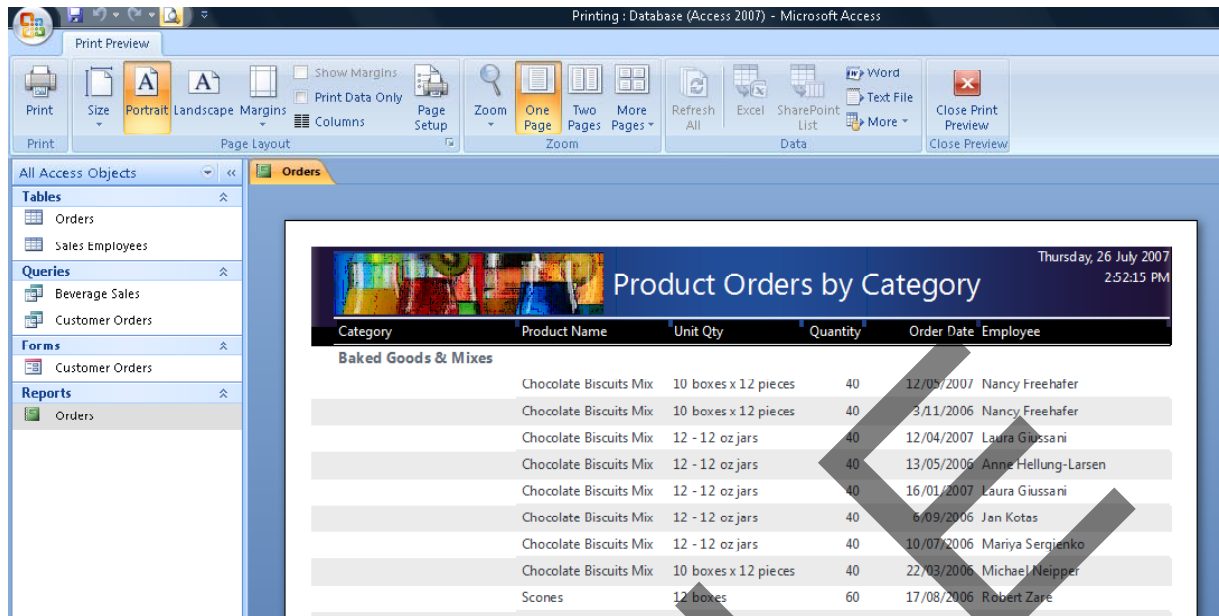 Printing : Database (Access 2007) - Microsoft Access
Print Preview
Print
Size
Portrait
Landscape
Margins
Show Margins
Print Data Only
Columns
Page Setup
Zoom
One Page
Two Pages
More Pages
Refresh All
Excel
SharePoint List
Word
Text File
More
Close Print Preview
Print
Page Layout
Zoom
Data
Close Preview
All Access Objects
Tables
Orders
Sales Employees
Queries
Beverage Sales
Customer Orders
Forms
Customer Orders
Reports
Orders
Orders
Thursday, 26 July 2007
2:52:15 PM
Product Orders by Category
Category Product Name Unit Qty Quantity Order Date Employee
Baked Goods & Mixes
Chocolate Biscuits Mix 10 boxes x 12 pieces 40 12/05/2007 Nancy Freehafer
Chocolate Biscuits Mix 10 boxes x 12 pieces 40 3/11/2006 Nancy Freehafer
Chocolate Biscuits Mix 12 - 12 oz jars 40 12/04/2007 Laura Giussani
Chocolate Biscuits Mix 12 - 12 oz jars 40 13/05/2006 Anne Hellung-Larsen
Chocolate Biscuits Mix 12 - 12 oz jars 40 16/01/2007 Laura Giussani
Chocolate Biscuits Mix 12 - 12 oz jars 40 6/09/2006 Jan Kotas
Chocolate Biscuits Mix 12 - 12 oz jars 40 10/07/2006 Mariya Sergienko
Chocolate Biscuits Mix 10 boxes x 12 pieces 40 22/03/2006 Michael Neipper
Scones 12 boxes 60 17/08/2006 Robert Zare